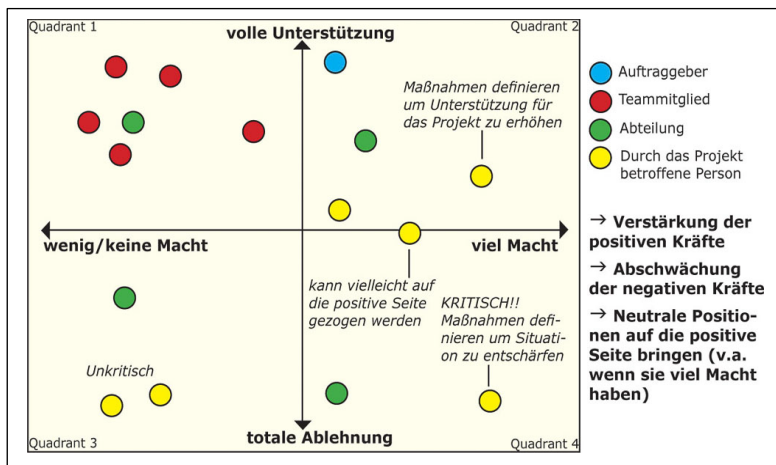 Quadrant 1
volle Unterstützung
Quadrant 2
Maßnahmen definieren
um Unterstützung für
das Projekt zu erhöhen
wenig/keine Macht
viel Macht
kann vielleicht auf
die positive Seite
gezogen werden
KRITISCH!!
Maßnahmen defi-
nieren um Situati-
on zu entschärfen
Unkritisch
Quadrant 3
totale Ablehnung
Quadrant 4
Auftraggeber
Teammitglied
Abteilung
Durch das Projekt
betroffene Person
→ Verstärkung der
positiven Kräfte
→ Abschwächung
der negativen Kräfte
→ Neutrale Positio-
nen auf die positive
Seite bringen (v.a.
wenn sie viel Macht
haben)